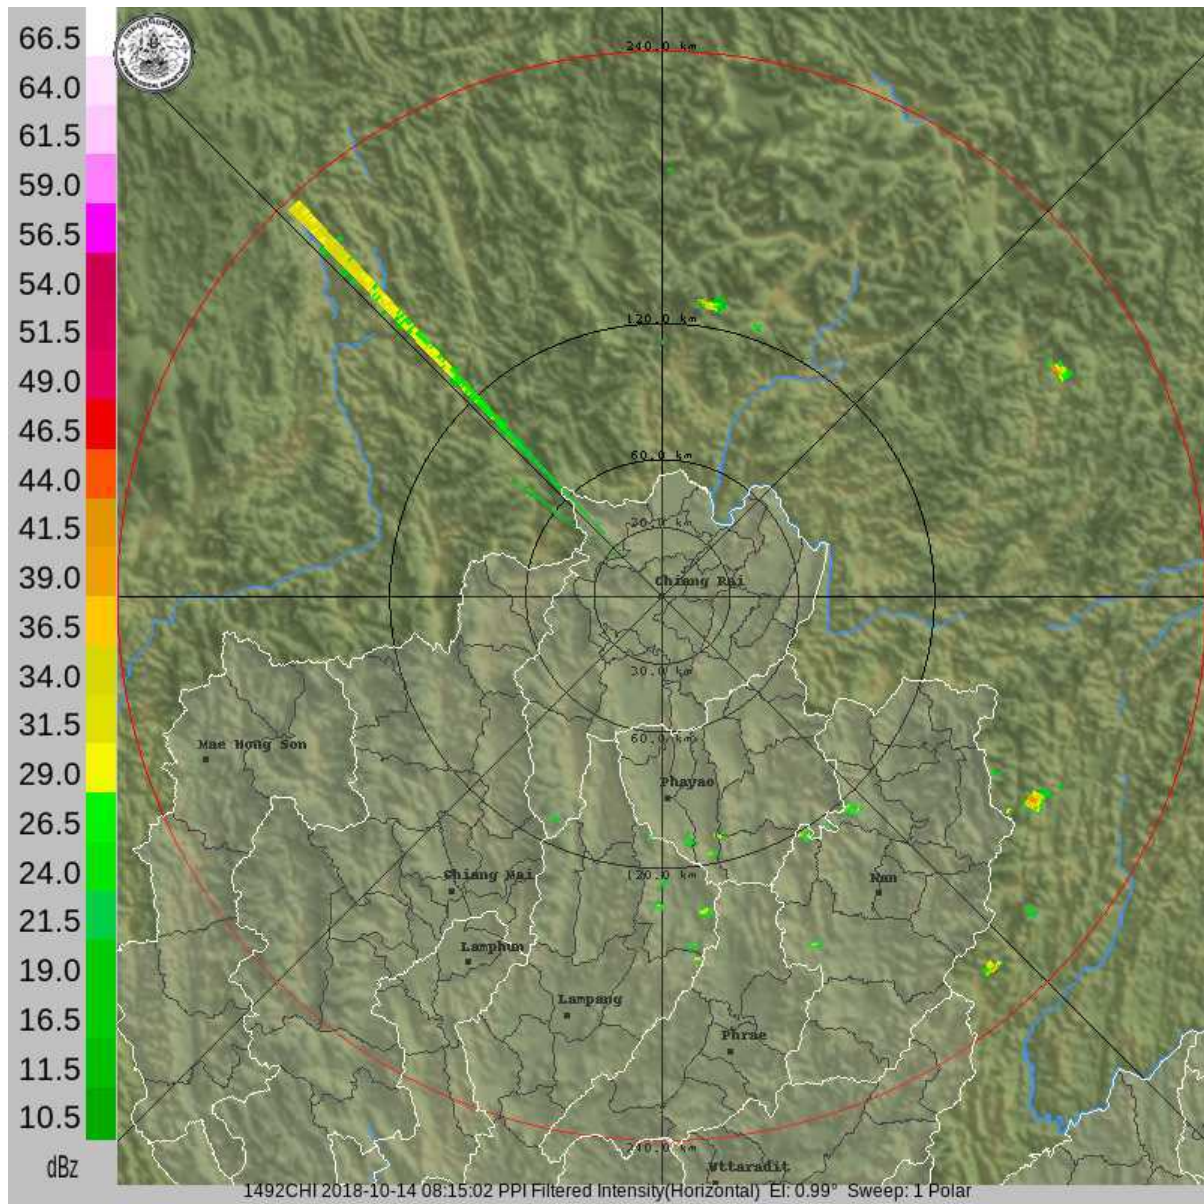 66.5
64.0
61.5
59.0
56.5
54.0
51.5
49.0
46.5
44.0
41.5
39.0
36.5
34.0
31.5
29.0
26.5
24.0
21.5
19.0
16.5
11.5
10.5
dBz
240.0 km
120.0 km
60.0 km
30.0 km
Chiang Rai
30.0 km
60.0 km
Mae Hong Son
Phayao
120.0 km
Chiang Mai
Nan
Lamphun
Lampang
Phrae
240.0 km
Uttaradit
1492CHI 2018-10-14 08:15:02 PPI Filtered Intensity(Horizontal) El: 0.99° Sweep: 1 Polar